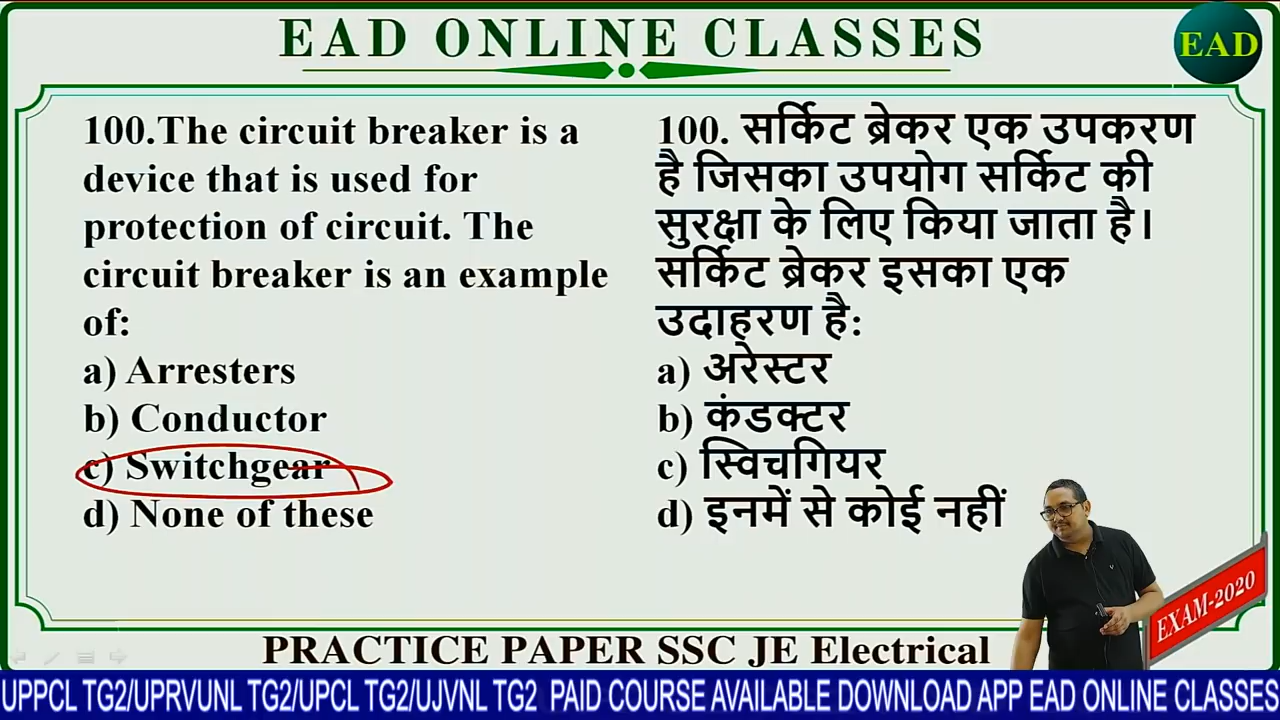 EAD ONLINE CLASSES
EAD
100.The circuit breaker is a
device that is used for
protection of circuit. The
circuit breaker is an example
of:
a) Arresters
b) Conductor
c) Switchgear
d) None of these
100. सर्किट ब्रेकर एक उपकरण
है जिसका उपयोग सर्किट की
सुरक्षा के लिए किया जाता है।
सर्किट ब्रेकर इसका एक
उदाहरण है:
a) अरेस्टर
b) कंडक्टर
c) स्विचगियर
d) इनमें से कोई नहीं
EXAM-2020
PRACTICE PAPER SSC JE Electrical
UPPCL TG2/UPRVUNL TG2/UPCL TG2/UJVNL TG2 PAID COURSE AVAILABLE DOWNLOAD APP EAD ONLINE CLASSES